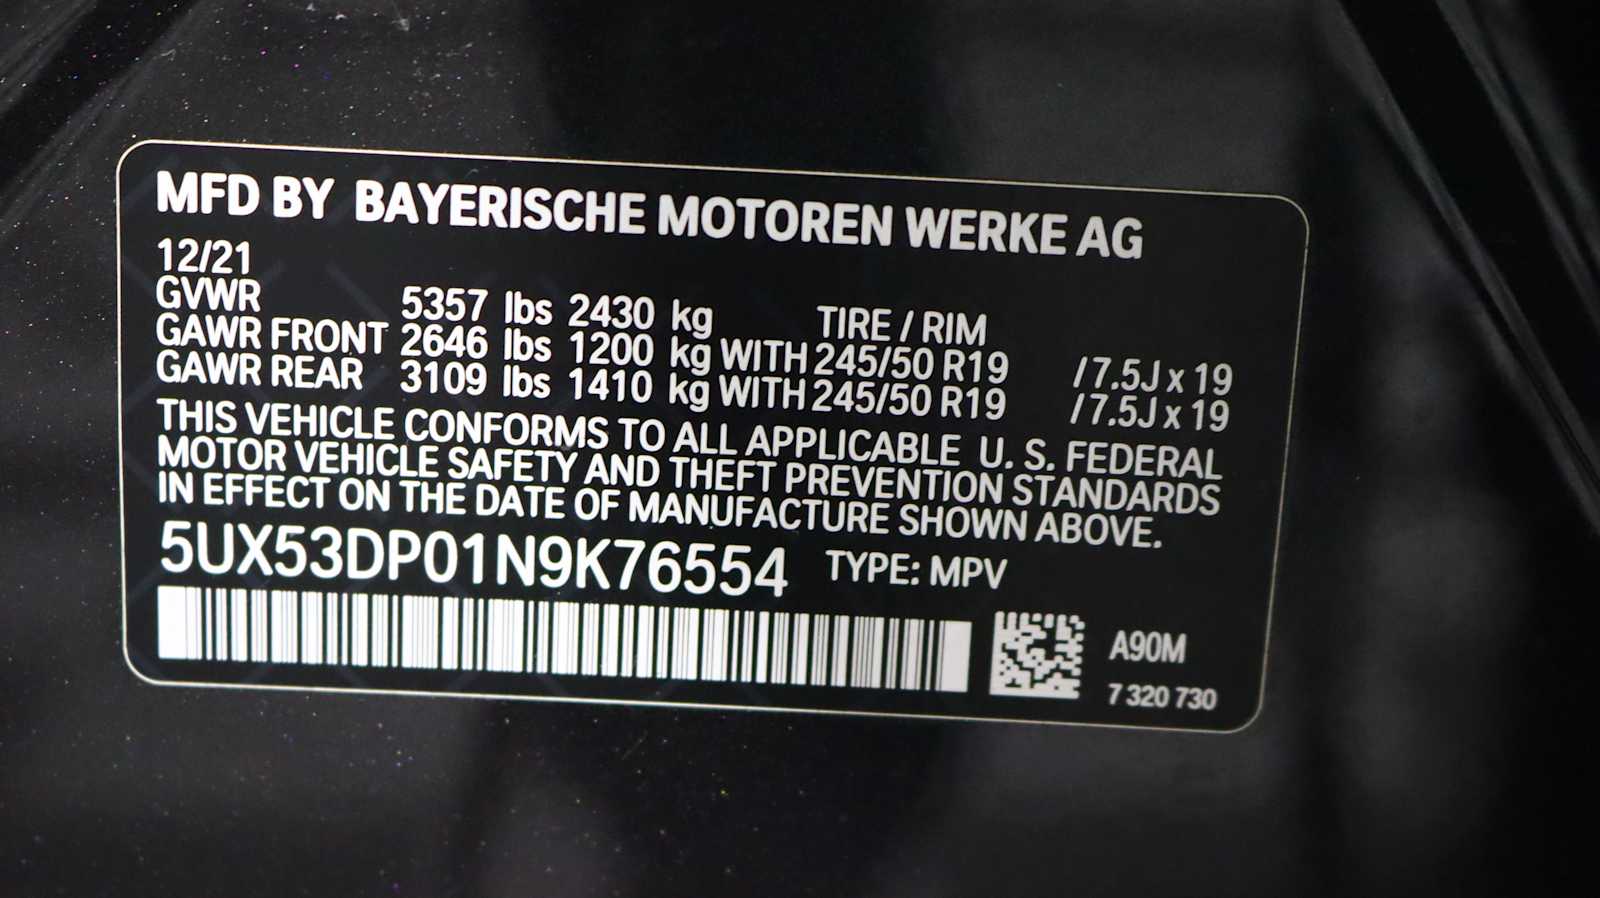 MFD BY BAYERISCHE MOTOREN WERKE AG
12/21
GVWR 5357 lbs 2430 kg TIRE / RIM
GAWR FRONT 2646 lbs 1200 kg WITH 245/50 R19 / 7.5J x 19
GAWR REAR 3109 lbs 1410 kg WITH 245/50 R19 / 7.5J x 19
THIS VEHICLE CONFORMS TO ALL APPLICABLE U. S. FEDERAL
MOTOR VEHICLE SAFETY AND THEFT PREVENTION STANDARDS
IN EFFECT ON THE DATE OF MANUFACTURE SHOWN ABOVE.
5UX53DP01N9K76554 TYPE: MPV
A90M
7 320 730